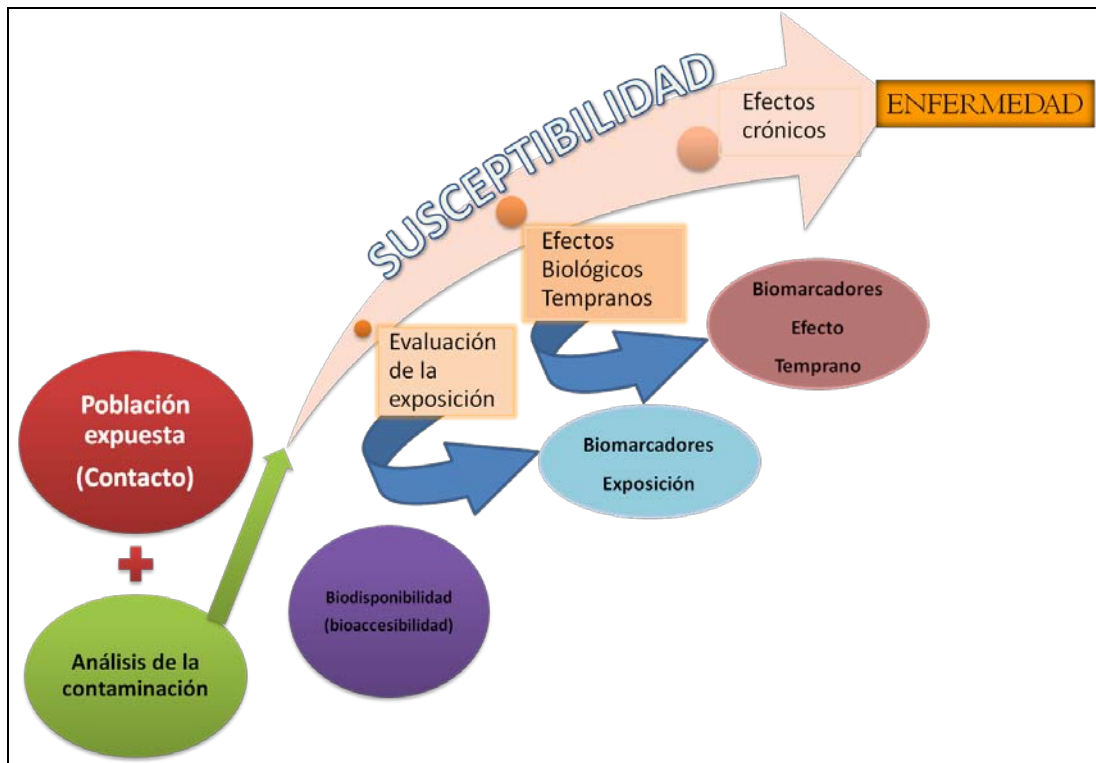 SUSCEPTIBILIDAD
Efectos
crónicos
ENFERMEDAD
Efectos
Biológicos
Tempranos
Biomarcadores
Efecto
Temprano
Evaluación
de la
exposición
Biomarcadores
Exposición
Población
expuesta
(Contacto)
+
Biodisponibilidad
(bioaccesibilidad)
Análisis de la
contaminación